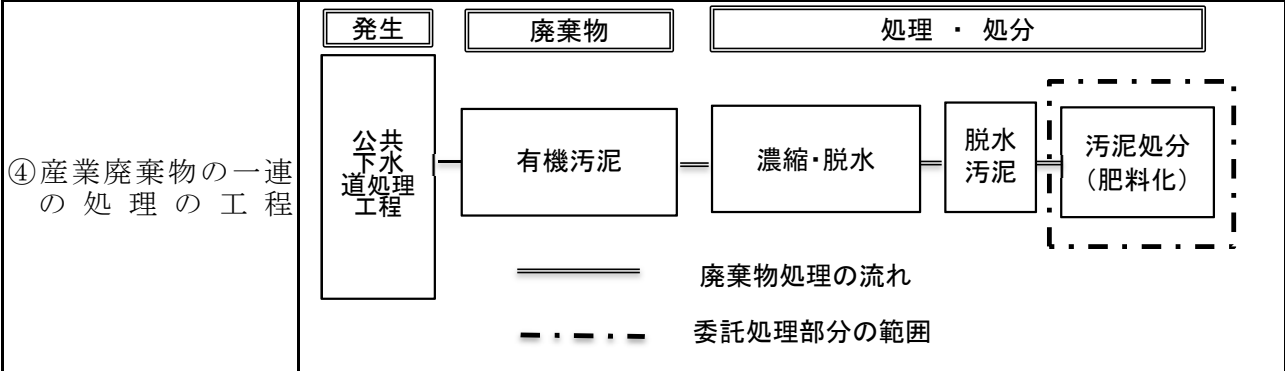 ④産業廃棄物の一連
の処理の工程
発生
廃棄物
処理・処分
公共
下水
道処理
工程
有機汚泥
濃縮・脱水
脱水
汚泥
汚泥処分
（肥料化）
廃棄物処理の流れ
委託処理部分の範囲